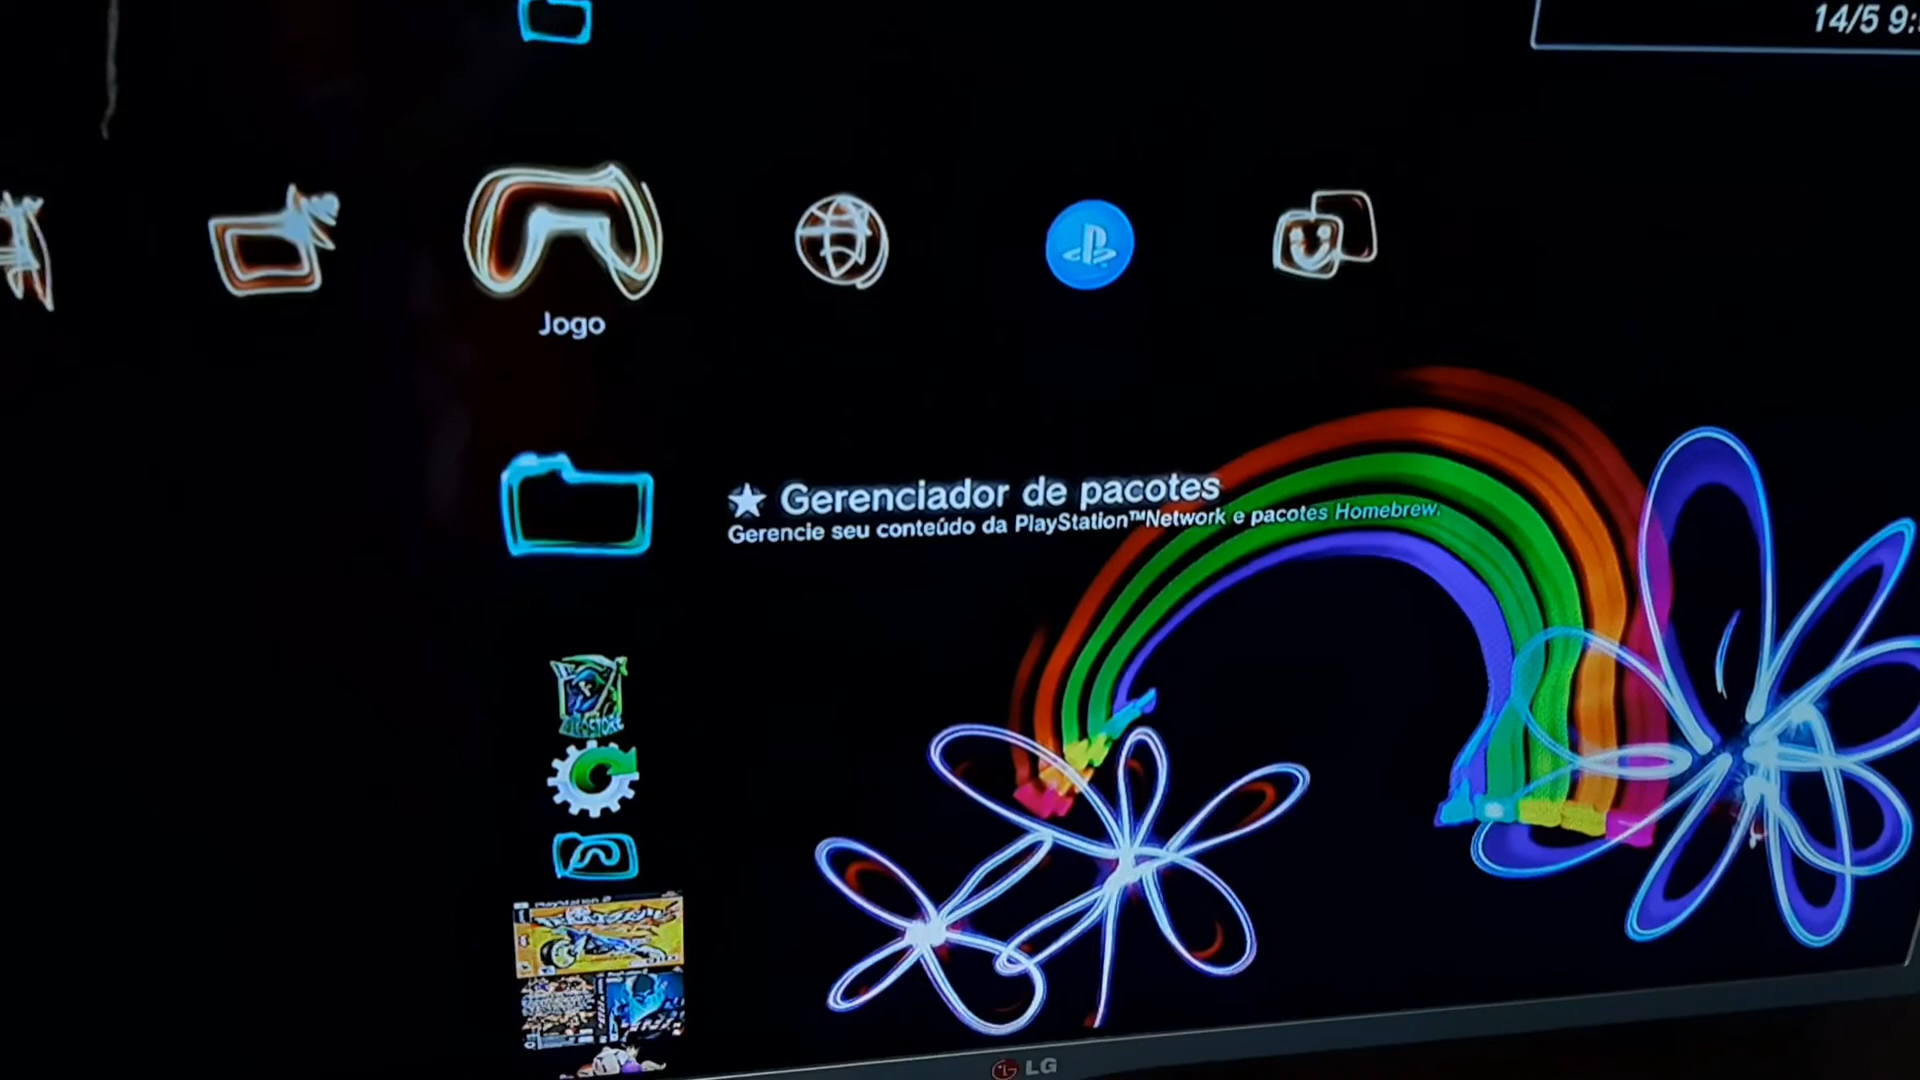 14/5 9:
Jogo
★ Gerenciador de pacotes
Gerencie seu conteúdo da PlayStation™Network e pacotes Homebrew.
LG